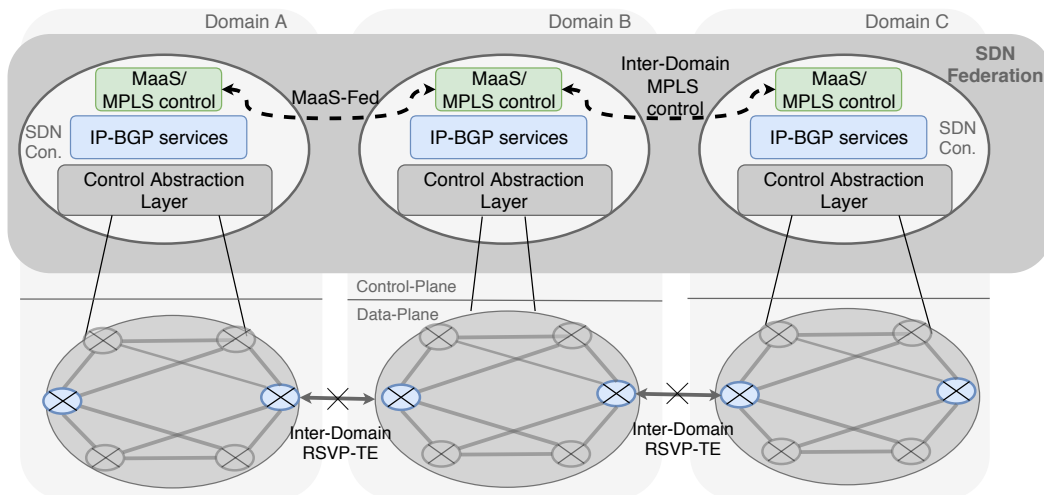 Domain A
Domain B
Domain C
SDN
Federation
MaaS/
MPLS control
MaaS-Fed
MaaS/
MPLS control
Inter-Domain
MPLS
control
MaaS/
MPLS control
SDN
Con.
IP-BGP services
IP-BGP services
IP-BGP services
SDN
Con.
Control Abstraction
Layer
Control Abstraction
Layer
Control Abstraction
Layer
Control-Plane
Data-Plane
Inter-Domain
RSVP-TE
Inter-Domain
RSVP-TE